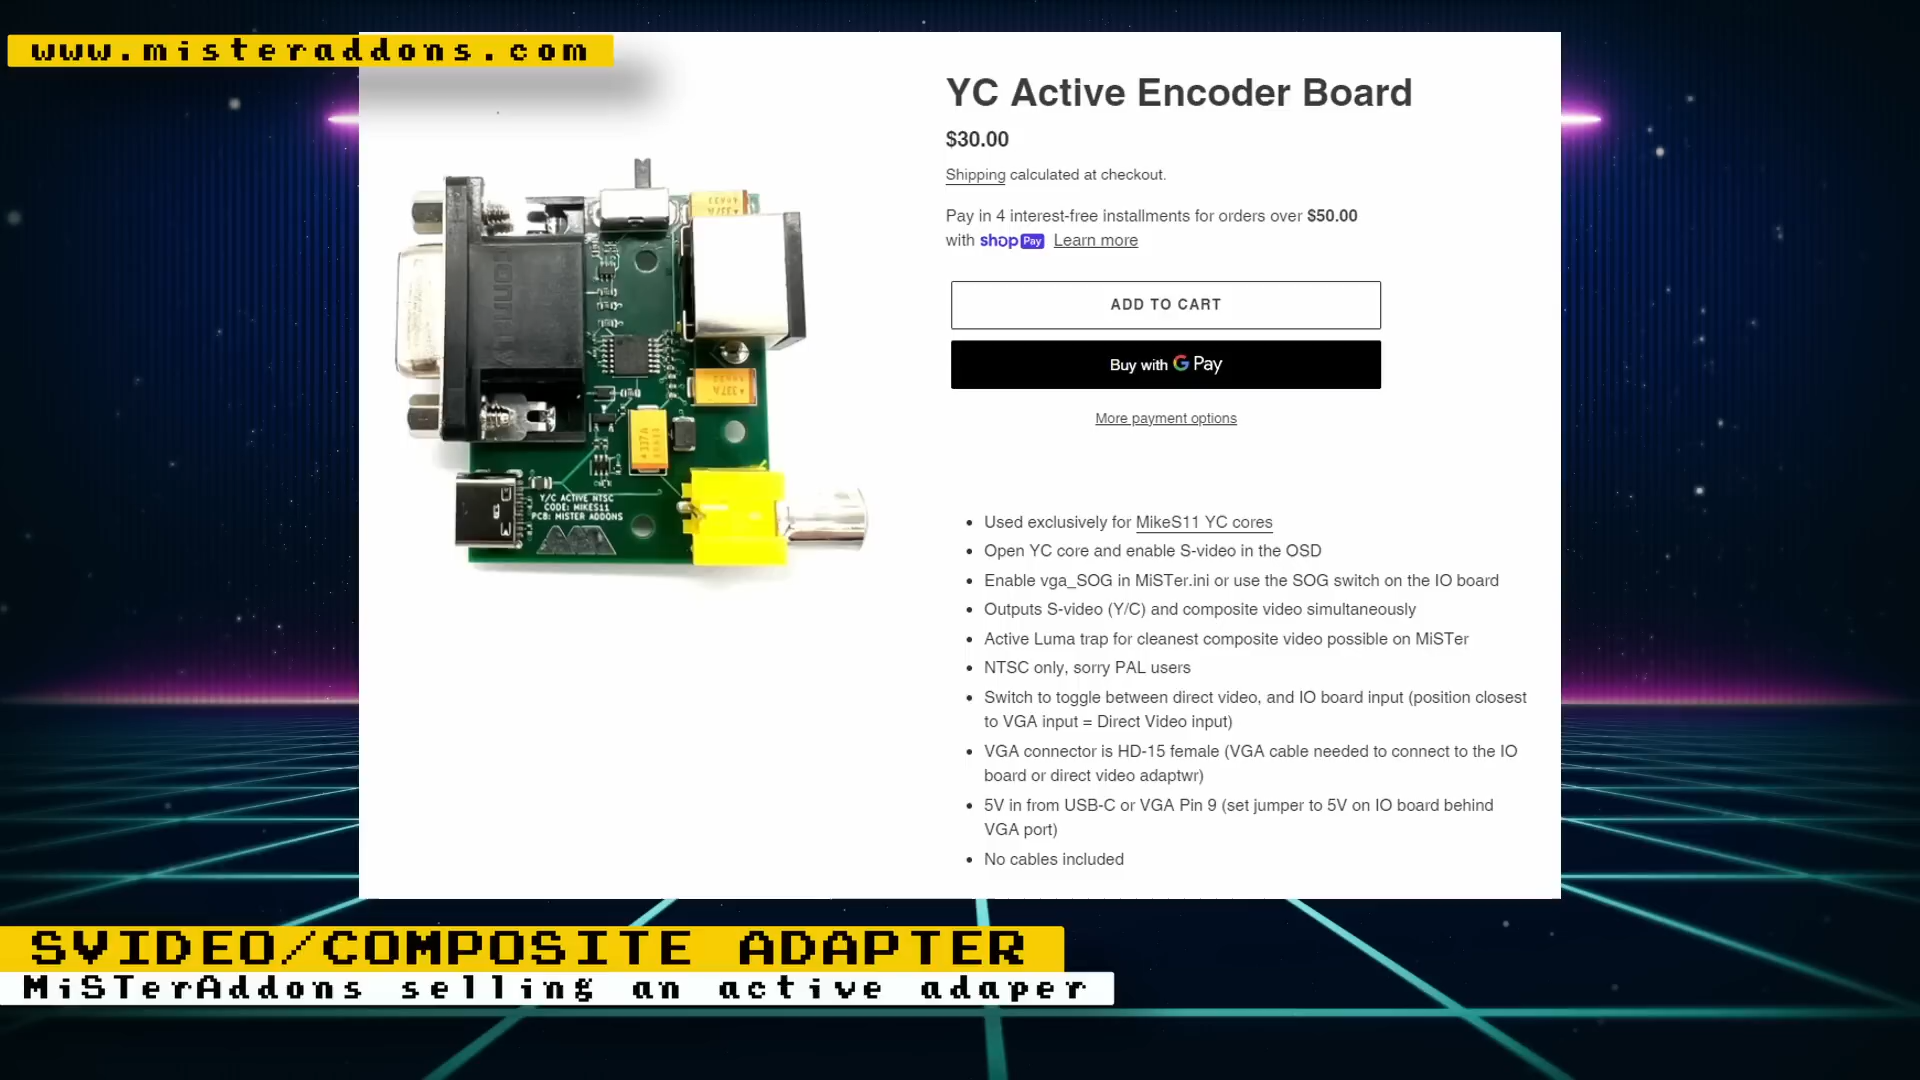 www.misteraddons.com
YC Active Encoder Board
$30.00
Shipping calculated at checkout.
Pay in 4 interest-free installments for orders over $50.00
with shop Pay Learn more
ADD TO CART
Buy with G Pay
More payment options
CONNFLY
337A
337A
Y/C ACTIVE NTSC
CODE: MIKES11
PCB: MISTER ADDONS
Used exclusively for MikeS11 YC cores
Open YC core and enable S-video in the OSD
Enable vga_SOG in MiSTer.ini or use the SOG switch on the IO board
Outputs S-video (Y/C) and composite video simultaneously
Active Luma trap for cleanest composite video possible on MiSTer
NTSC only, sorry PAL users
Switch to toggle between direct video, and IO board input (position closest
to VGA input = Direct Video input)
VGA connector is HD-15 female (VGA cable needed to connect to the IO
board or direct video adaptwr)
5V in from USB-C or VGA Pin 9 (set jumper to 5V on IO board behind
VGA port)
No cables included
SVIDEO/COMPOSITE ADAPTER
MiSTerAddons selling an active adaper